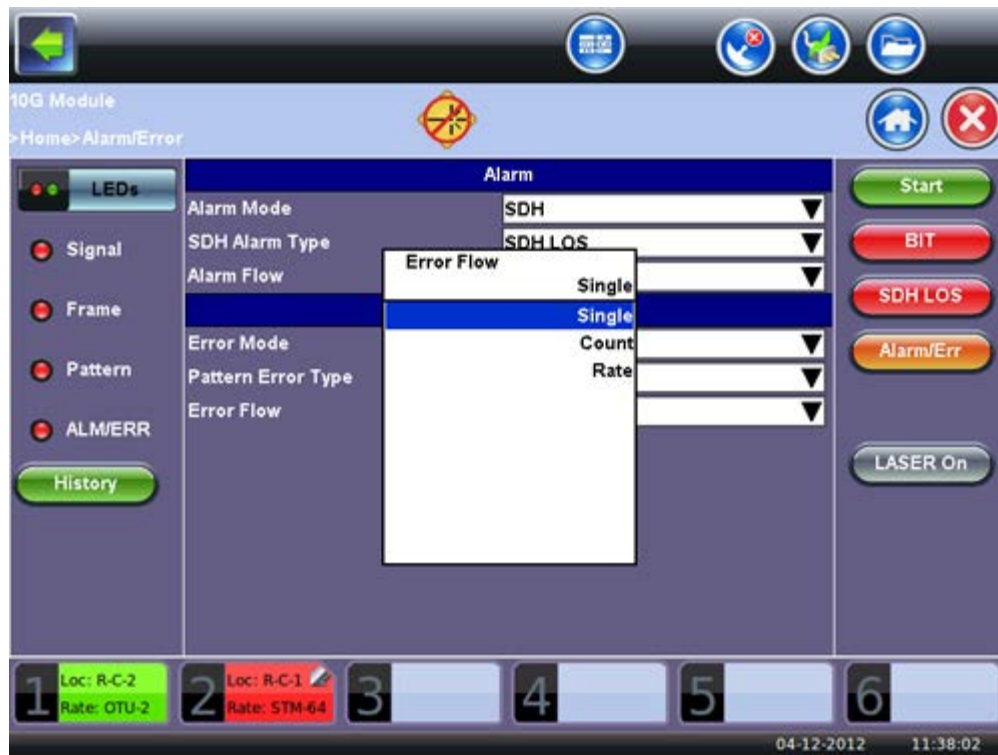 10G Module
>Home>Alarm/Error
LEDs
Signal
Frame
Pattern
ALM/ERR
History
Alarm
Alarm Mode SDH
SDH Alarm Type SDH LOS
Alarm Flow
Error Mode
Pattern Error Type
Error Flow
Error Flow
Single
Single
Count
Rate
Start
BIT
SDH LOS
Alarm/Err
LASER On
1 Loc: R-C-2
Rate: OTU-2
2 Loc: R-C-1
Rate: STM-64
3
4
5
6
04-12-2012 11:38:02